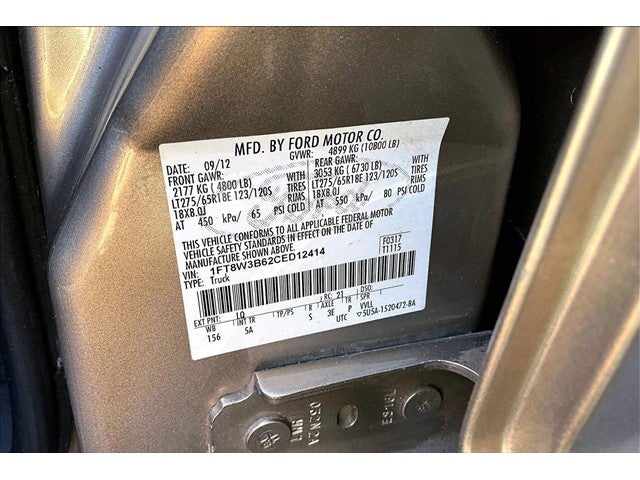 MFD. BY FORD MOTOR CO.
DATE: 09/12 GVWR: 4899 KG (10800 LB)
FRONT GAWR: REAR GAWR:
2177 KG ( 4800 LB) WITH 3053 KG ( 6730 LB) WITH
LT275/65R18E 123/120S TIRES LT275/65R18E 123/120S TIRES
18X8.0J RIMS 18X8.0J RIMS
AT 450 kPa/ 65 PSI COLD AT 550 kPa/ 80 PSI COLD
THIS VEHICLE CONFORMS TO ALL APPLICABLE FEDERAL MOTOR
VEHICLE SAFETY STANDARDS IN EFFECT ON THE DATE OF
MANUFACTURE SHOWN ABOVE.
VIN: 1FT8W3B62CED12414 F0317
TYPE: Truck T1115
EXT PNT: LQ RC: 21 DSO:
WB INT TR TP/PS R AXLE TR SPR
156 5A S 3E P VVLL
UTC ▽5U5A-1520472-BA
052N2A